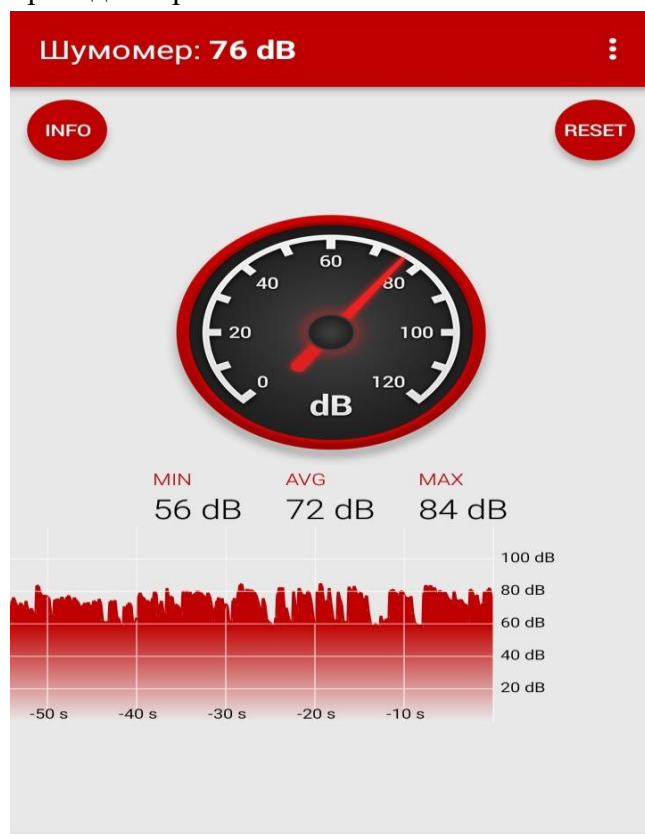 Шумомер: 76 dB
INFO
RESET
60
40
80
20
100
0
120
dB
MIN
AVG
MAX
56 dB
72 dB
84 dB
100 dB
80 dB
60 dB
40 dB
20 dB
-50 s
-40 s
-30 s
-20 s
-10 s